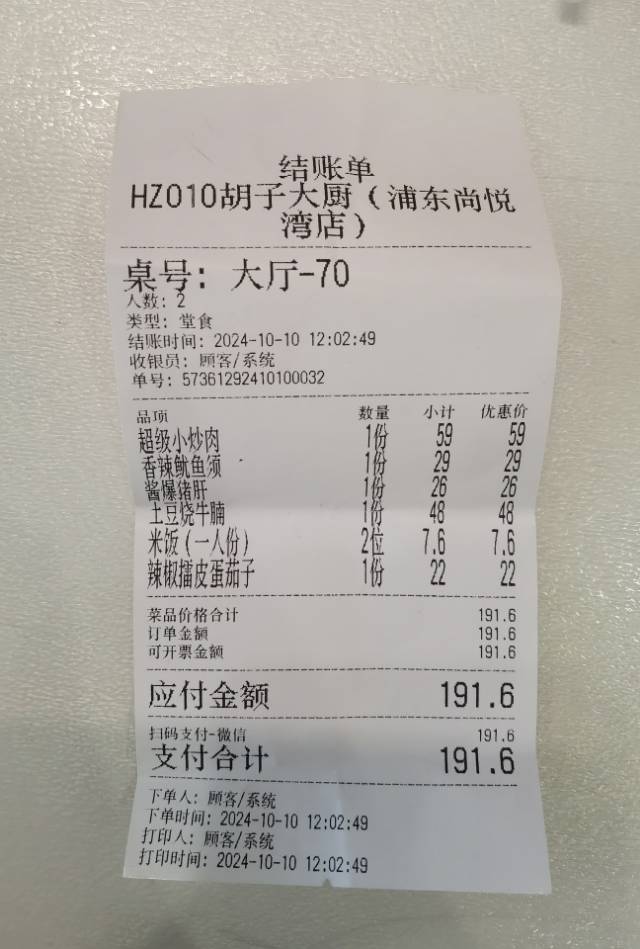 结账单
HZ010胡子大厨（浦东尚悦
湾店）
桌号：大厅-70
人数：2
类型：堂食
结账时间：2024-10-10 12:02:49
收银员：顾客/系统
单号：57361292410100032
品项 数量 小计 优惠价
超级小炒肉 1份 59 59
香辣鱿鱼须 1份 29 29
酱爆猪肝 1份 26 26
土豆烧牛腩 1份 48 48
米饭（一人份） 2位 7.6 7.6
辣椒擂皮蛋茄子 1份 22 22
菜品价格合计 191.6
订单金额 191.6
可开票金额 191.6
应付金额 191.6
扫码支付-微信 191.6
支付合计 191.6
下单人：顾客/系统
下单时间：2024-10-10 12:02:49
打印人：顾客/系统
打印时间：2024-10-10 12:02:49